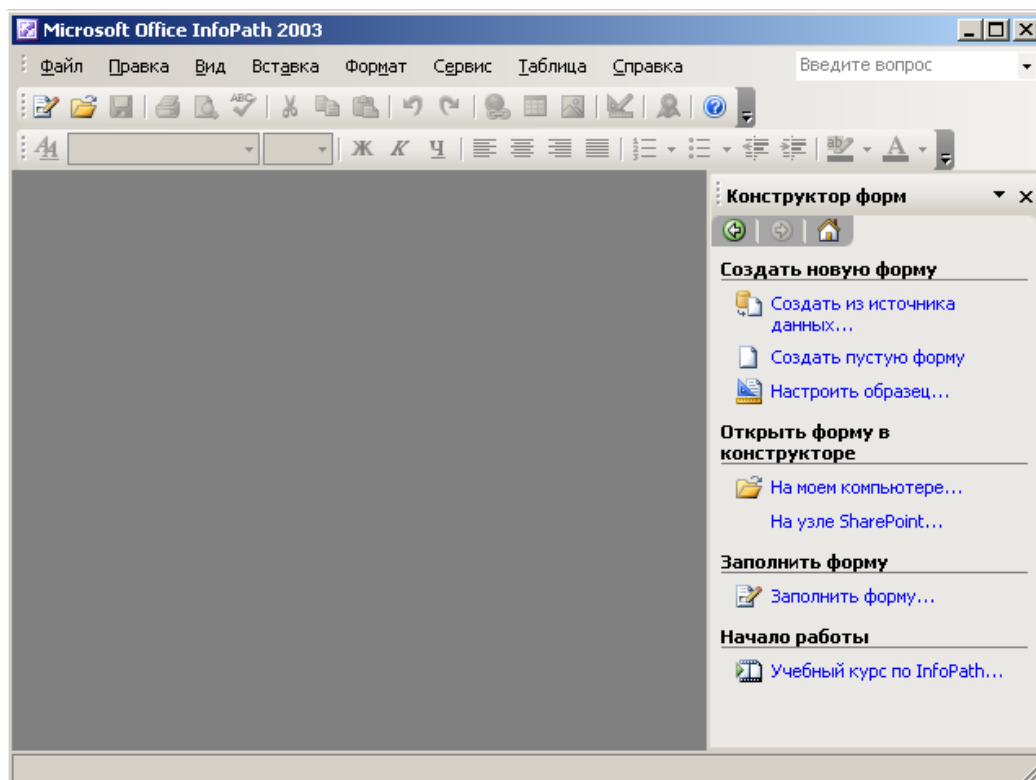 Microsoft Office InfoPath 2003
Файл Правка Вид Вставка Формат Сервис Таблица Справка Введите вопрос
ABC
А Ж К Ч ab A
Конструктор форм
Создать новую форму
Создать из источника
данных...
Создать пустую форму
Настроить образец...
Открыть форму в
конструкторе
На моем компьютере...
На узле SharePoint...
Заполнить форму
Заполнить форму...
Начало работы
Учебный курс по InfoPath...